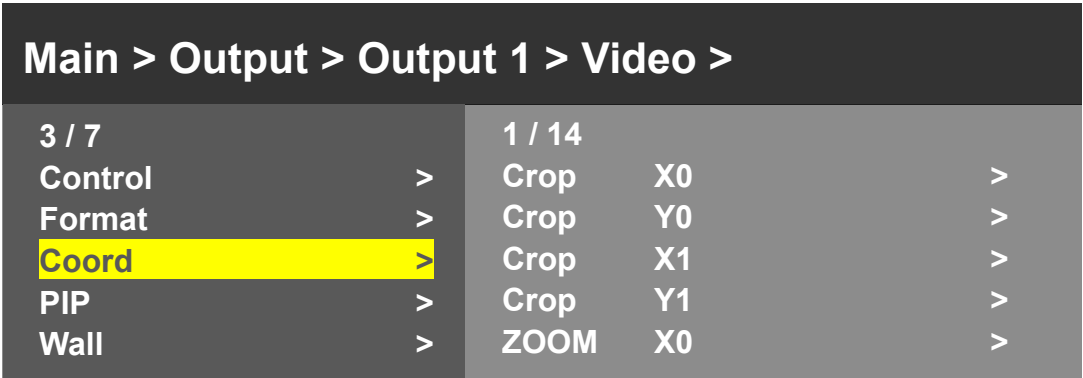 Main > Output > Output 1 > Video >
3 / 7
Control >
Format >
Coord >
PIP >
Wall >
1 / 14
Crop X0 >
Crop Y0 >
Crop X1 >
Crop Y1 >
ZOOM X0 >